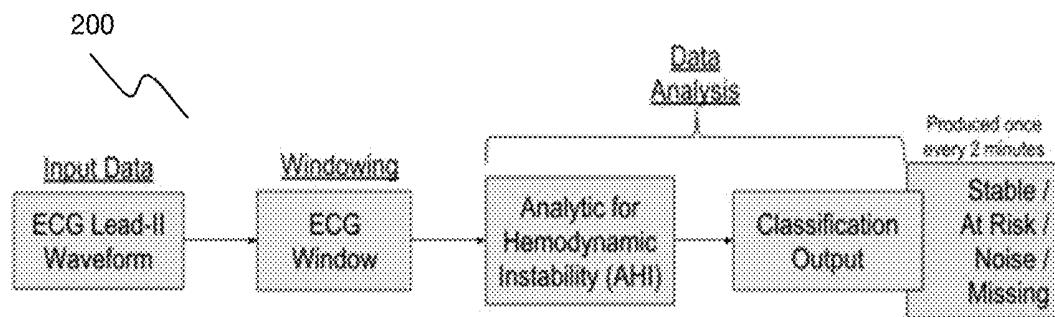 200
Data
Analysis
Produced once
every 2 minutes
Input Data
Windowing
ECG Lead-II
Waveform
ECG
Window
Analytic for
Hemodynamic
Instability (AHI)
Classification
Output
Stable /
At Risk /
Noise /
Missing